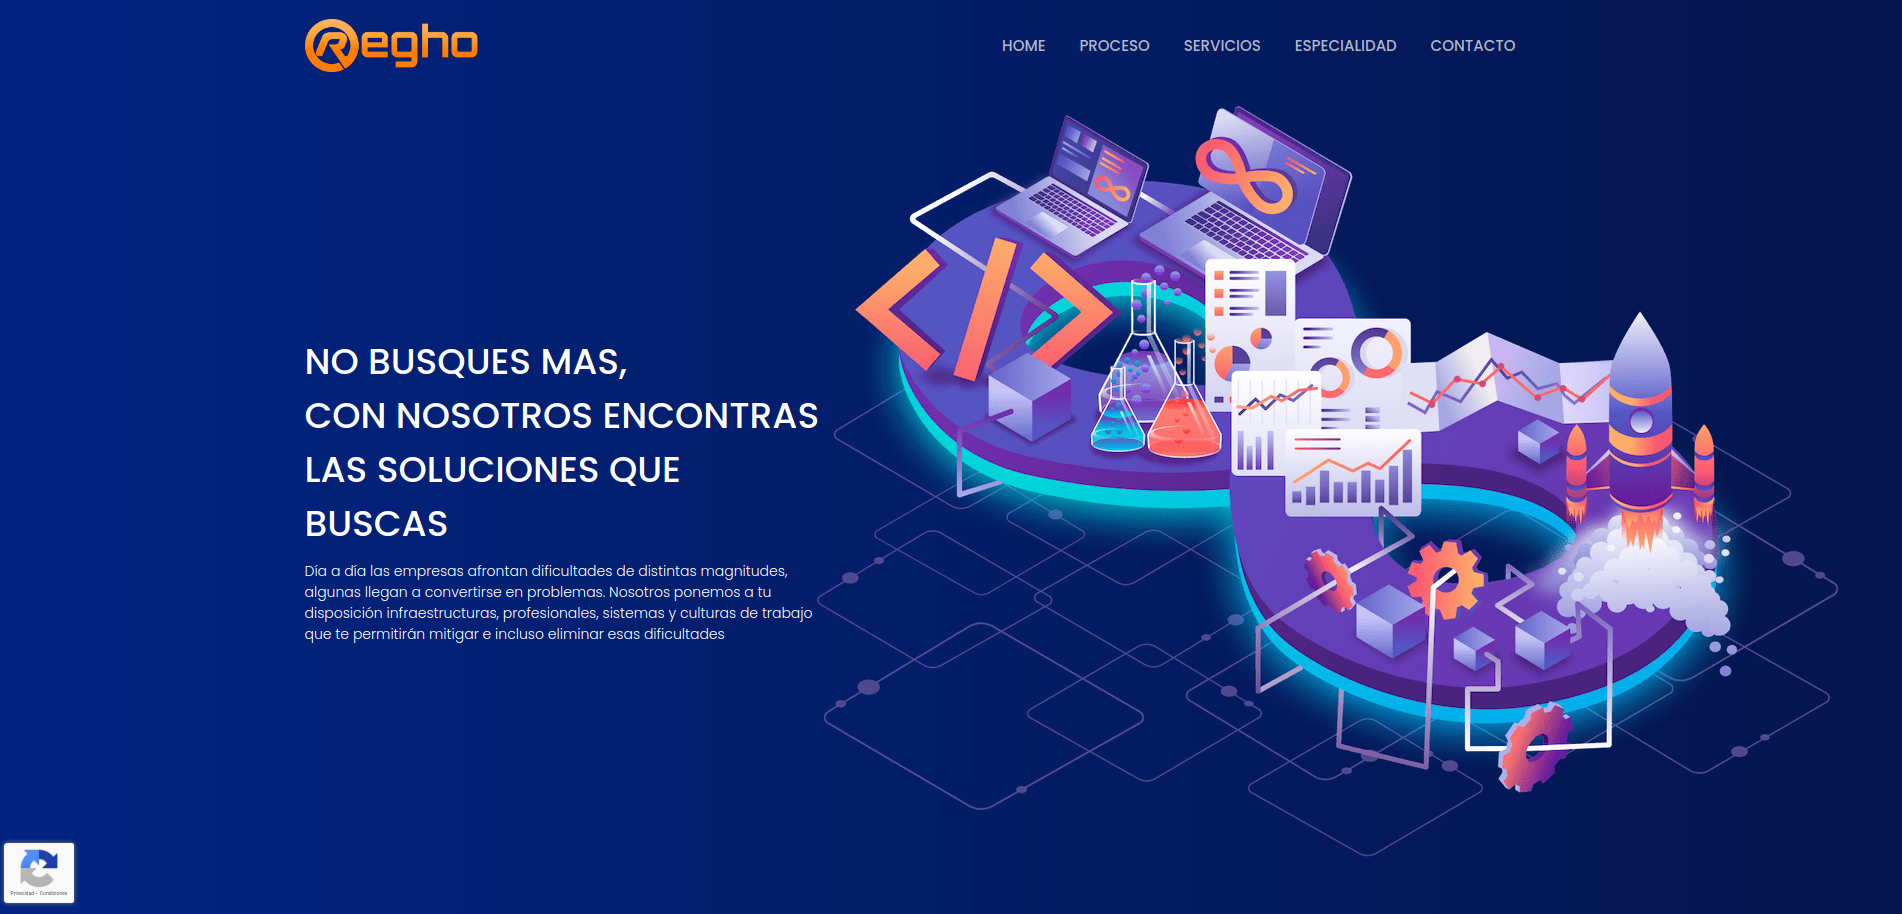 Regho
HOME PROCESO SERVICIOS ESPECIALIDAD CONTACTO
NO BUSQUES MAS,
CON NOSOTROS ENCONTRAS
LAS SOLUCIONES QUE
BUSCAS
Día a día las empresas afrontan dificultades de distintas magnitudes,
algunas llegan a convertirse en problemas. Nosotros ponemos a tu
disposición infraestructuras, profesionales, sistemas y culturas de trabajo
que te permitirán mitigar e incluso eliminar esas dificultades
</>
Privacidad - Condiciones